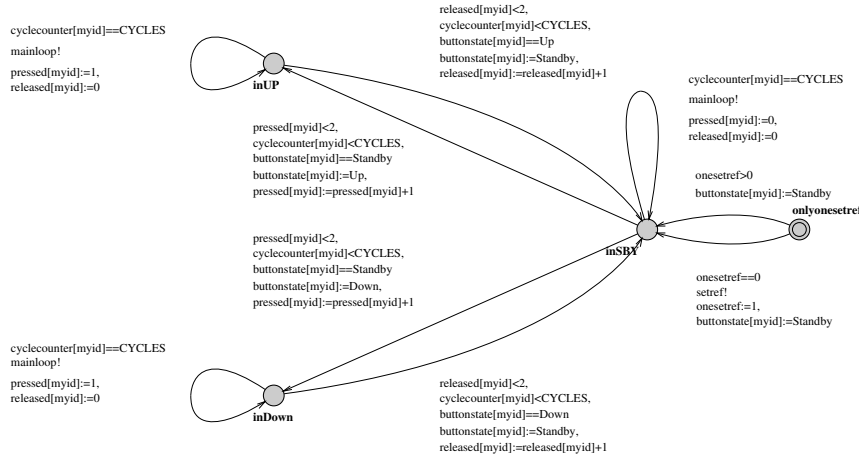 cyclecounter[myid]==CYCLES
mainloop!
pressed[myid]:=1,
released[myid]:=0
inUP
released[myid]<2,
cyclecounter[myid]<CYCLES,
buttonstate[myid]==Up
buttonstate[myid]:=Standby,
released[myid]:=released[myid]+1
cyclecounter[myid]==CYCLES
mainloop!
pressed[myid]:=0,
released[myid]:=0
pressed[myid]<2,
cyclecounter[myid]<CYCLES,
buttonstate[myid]==Standby
buttonstate[myid]:=Up,
pressed[myid]:=pressed[myid]+1
onesetref>0
buttonstate[myid]:=Standby
onlyonesetref
inSBY
pressed[myid]<2,
cyclecounter[myid]<CYCLES,
buttonstate[myid]==Standby
buttonstate[myid]:=Down,
pressed[myid]:=pressed[myid]+1
onesetref==0
setref!
onesetref:=1,
buttonstate[myid]:=Standby
cyclecounter[myid]==CYCLES
mainloop!
pressed[myid]:=1,
released[myid]:=0
inDown
released[myid]<2,
cyclecounter[myid]<CYCLES,
buttonstate[myid]==Down
buttonstate[myid]:=Standby,
released[myid]:=released[myid]+1